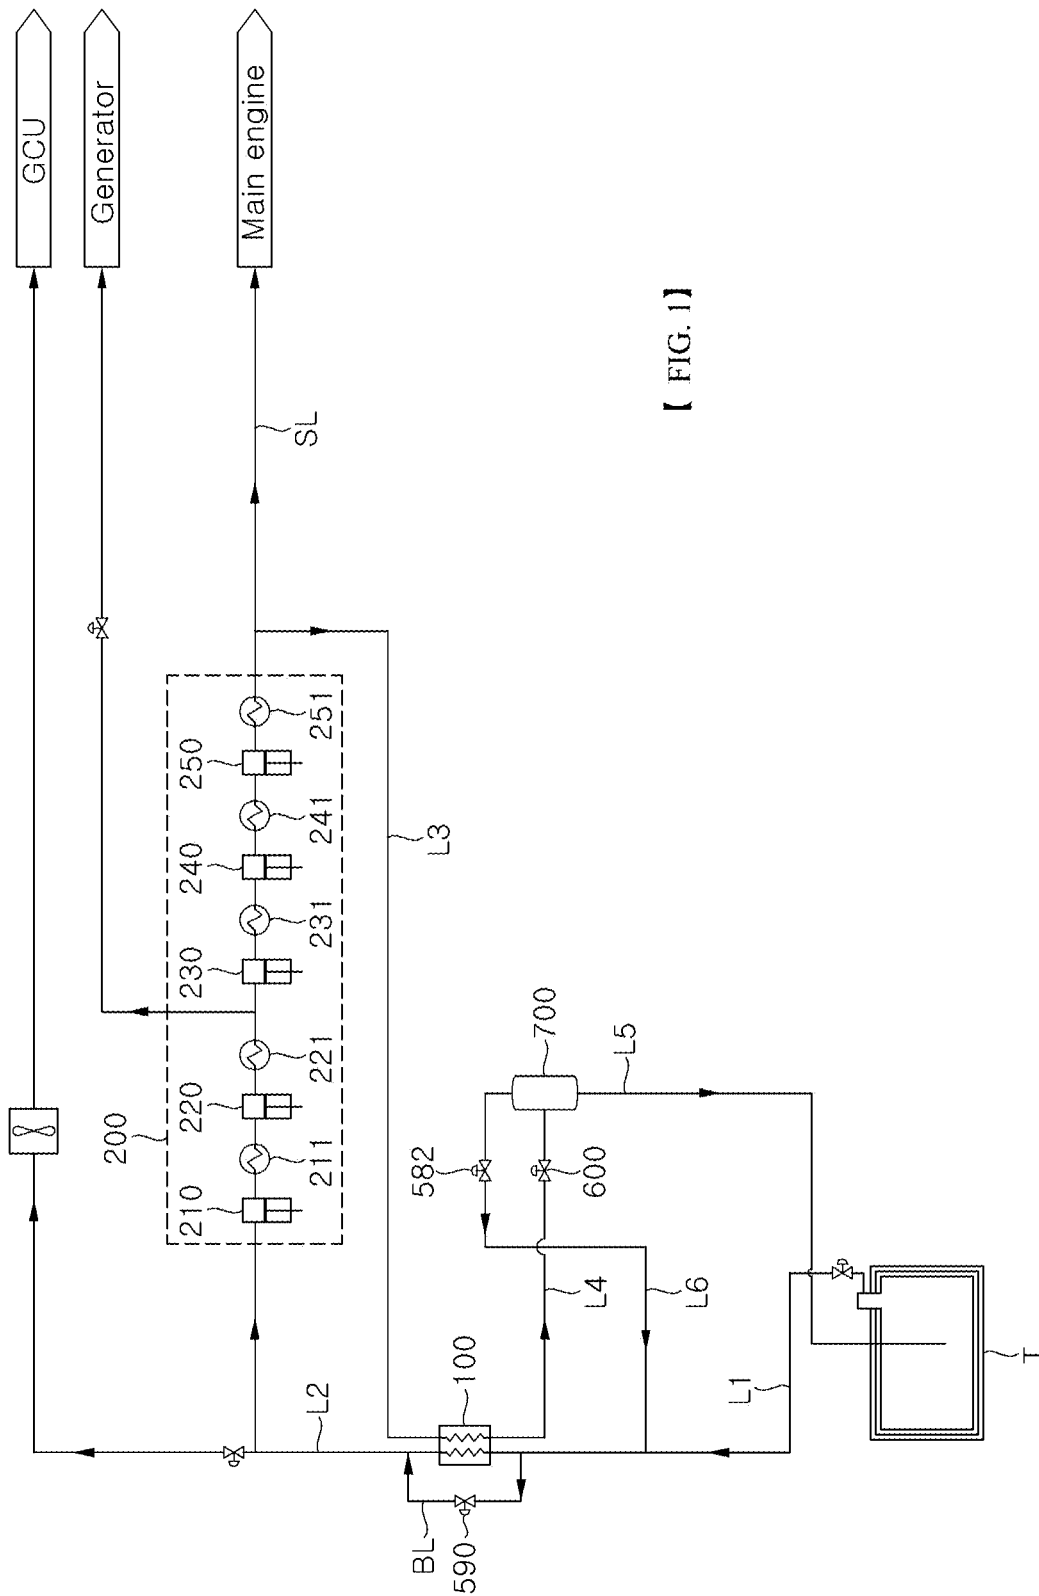 GCU
Generator
Main engine
SL
200
210
211
220
221
230
231
240
241
250
251
L3
L2
BL
590
100
L4
582
600
700
L6
L5
L1
T
【 FIG. 1】